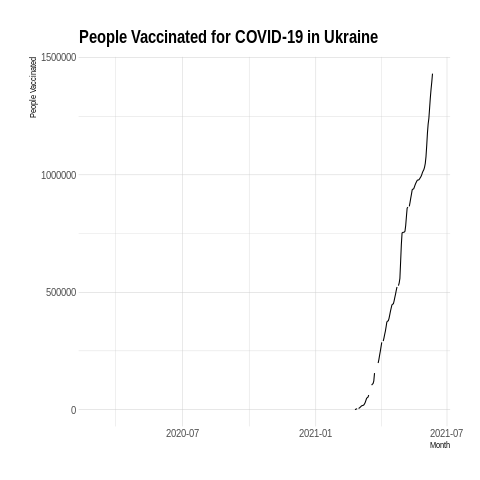 People Vaccinated for COVID-19 in Ukraine
People Vaccinated
1500000
1000000
500000
0
2020-07
2021-01
2021-07
Month